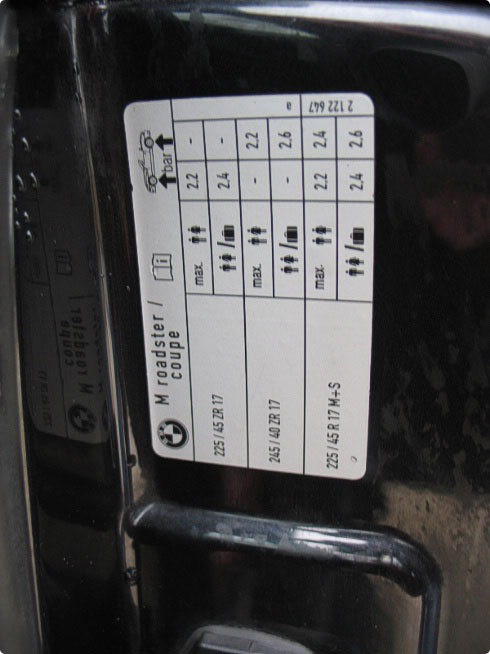 BMW
M roadster /
coupe
i
bar
225 / 45 ZR 17 max. 2.2 -
/ 2.4 -
245 / 40 ZR 17 max. - 2.2
/ - 2.6
225 / 45 R 17 M+S max. 2.2 2.4
/ 2.4 2.6
2 122 647 a